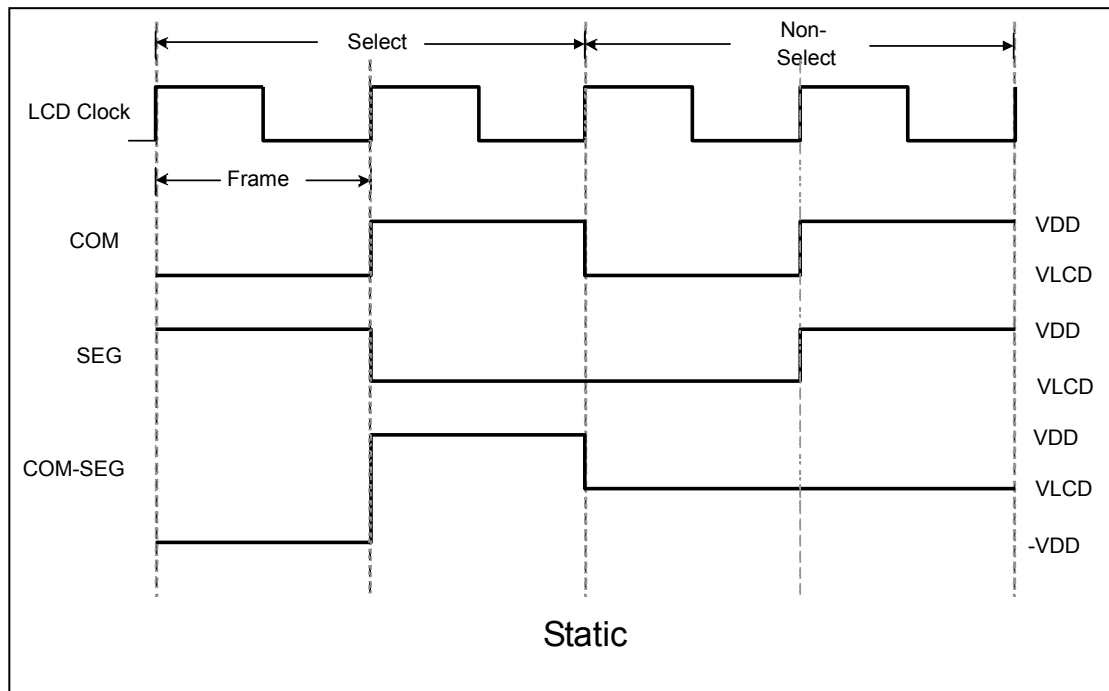 Select
Non-
Select
LCD Clock
Frame
COM
VDD
VLCD
SEG
VDD
VLCD
COM-SEG
VDD
VLCD
-VDD
Static